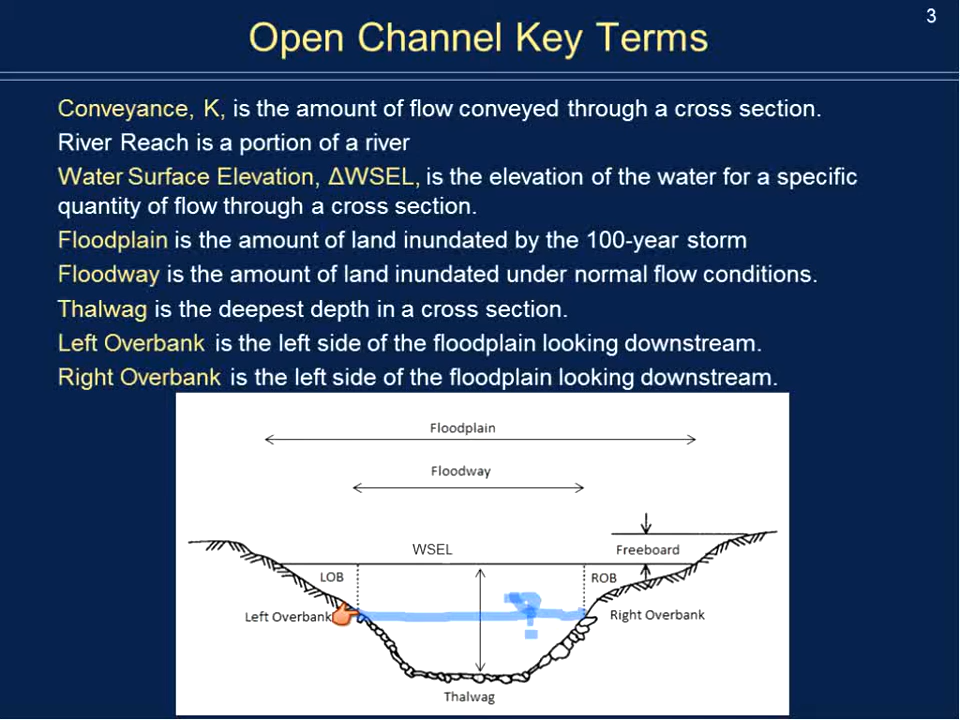 3
Open Channel Key Terms
Conveyance, K, is the amount of flow conveyed through a cross section.
River Reach is a portion of a river
Water Surface Elevation, ΔWSEL, is the elevation of the water for a specific
quantity of flow through a cross section.
Floodplain is the amount of land inundated by the 100-year storm
Floodway is the amount of land inundated under normal flow conditions.
Thalwag is the deepest depth in a cross section.
Left Overbank is the left side of the floodplain looking downstream.
Right Overbank is the left side of the floodplain looking downstream.
Floodplain
Floodway
WSEL
Freeboard
LOB
ROB
Left Overbank
?
Right Overbank
Thalwag